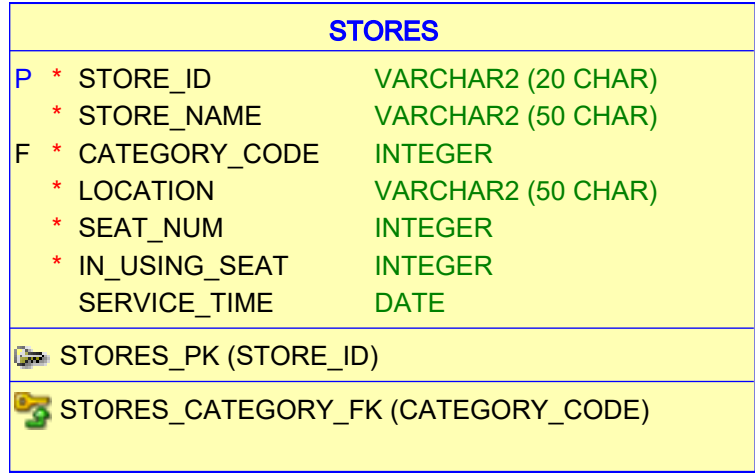 STORES
P * STORE_ID VARCHAR2 (20 CHAR)
* STORE_NAME VARCHAR2 (50 CHAR)
F * CATEGORY_CODE INTEGER
* LOCATION VARCHAR2 (50 CHAR)
* SEAT_NUM INTEGER
* IN_USING_SEAT INTEGER
SERVICE_TIME DATE
STORES_PK (STORE_ID)
STORES_CATEGORY_FK (CATEGORY_CODE)